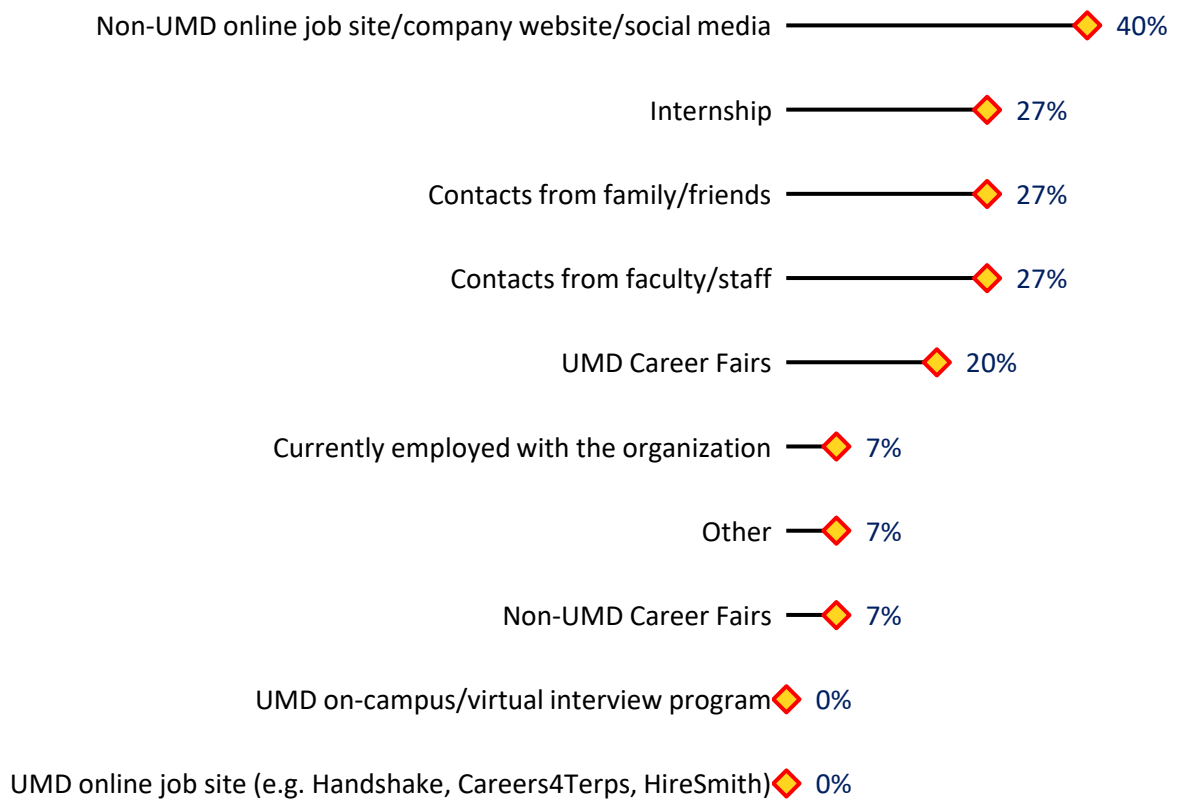 Non-UMD online job site/company website/social media 40%
Internship 27%
Contacts from family/friends 27%
Contacts from faculty/staff 27%
UMD Career Fairs 20%
Currently employed with the organization 7%
Other 7%
Non-UMD Career Fairs 7%
UMD on-campus/virtual interview program 0%
UMD online job site (e.g. Handshake, Careers4Terps, HireSmith) 0%